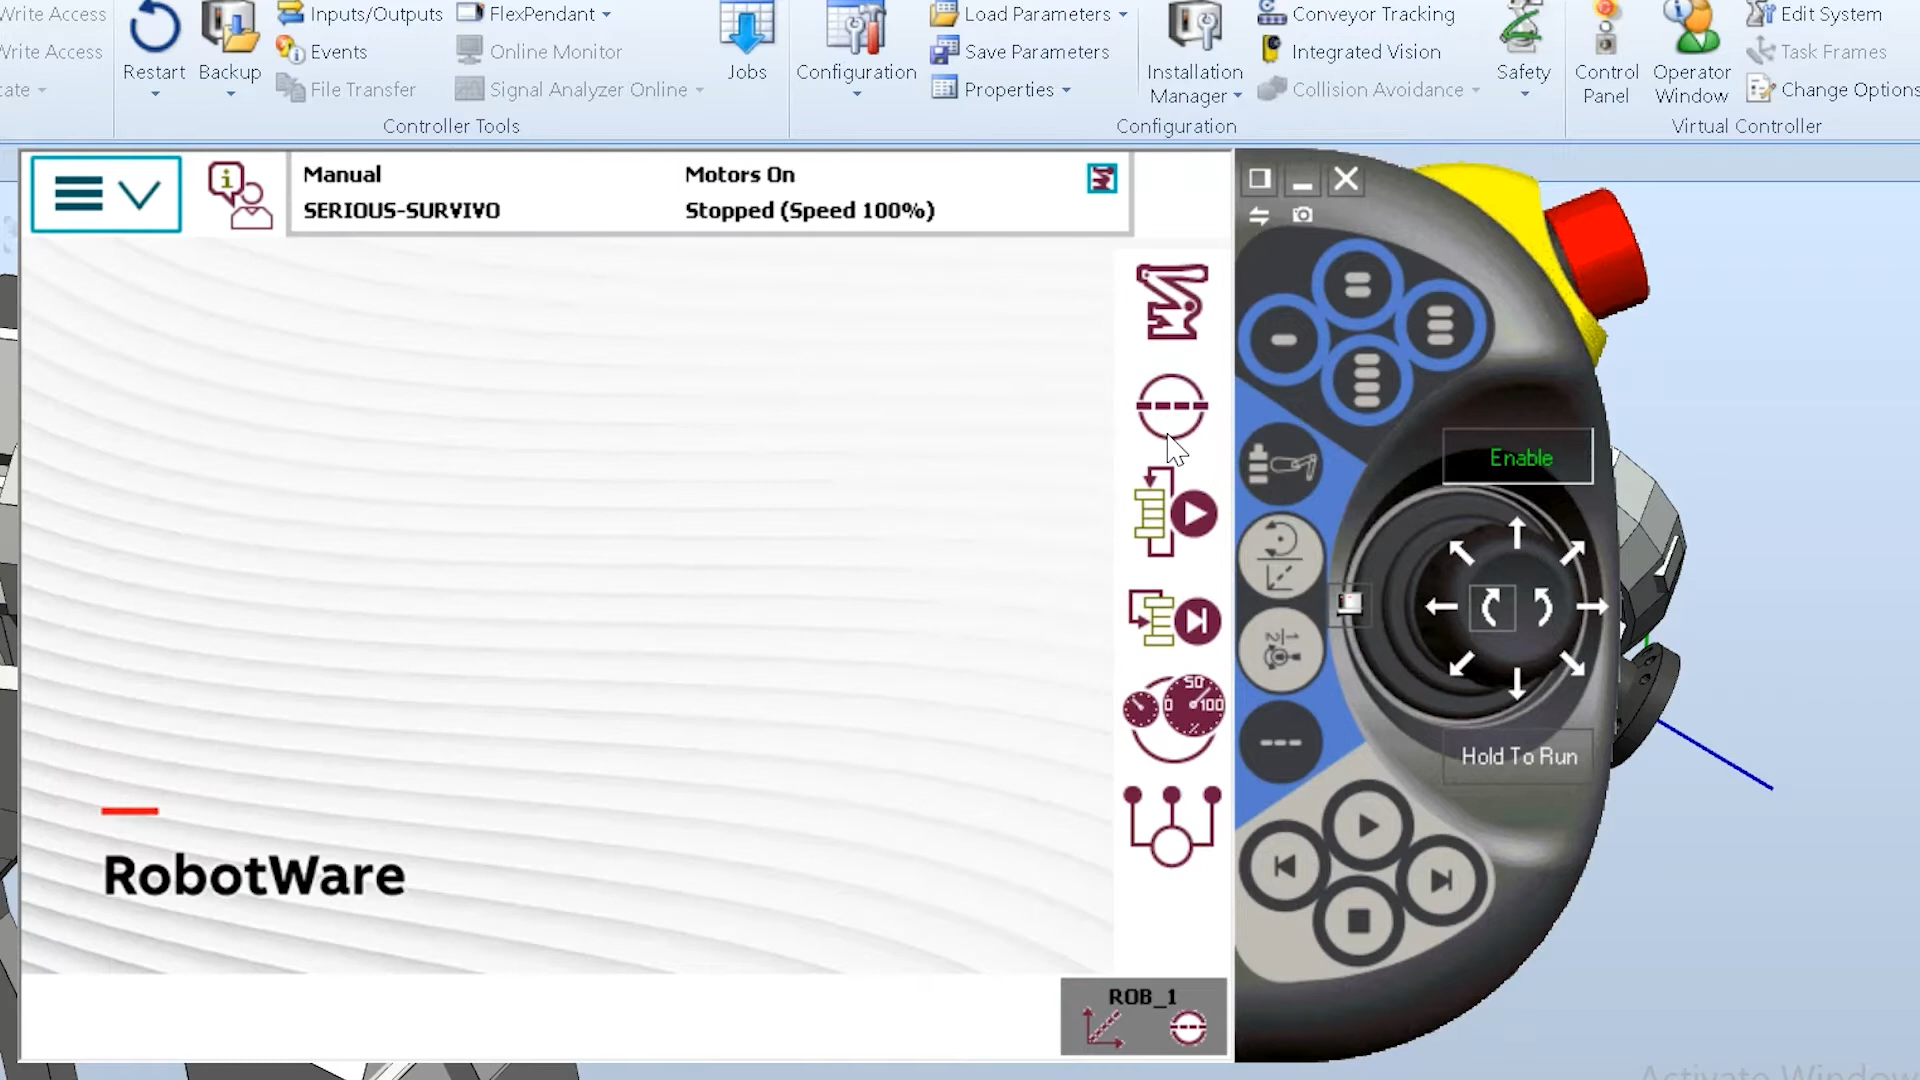 Write Access
Inputs/Outputs
FlexPendant
Load Parameters
Conveyor Tracking
Edit System
Write Access
Events
Online Monitor
Save Parameters
Integrated Vision
Task Frames
Restart
Backup
Jobs
Configuration
Installation
Manager
Safety
Control
Panel
Operator
Window
File Transfer
Signal Analyzer Online
Properties
Collision Avoidance
Change Options
Controller Tools
Configuration
Virtual Controller
Manual
Motors On
SERIOUS-SURVIVO
Stopped (Speed 100%)
Enable
50
0
100
%
Hold To Run
RobotWare
ROB_1